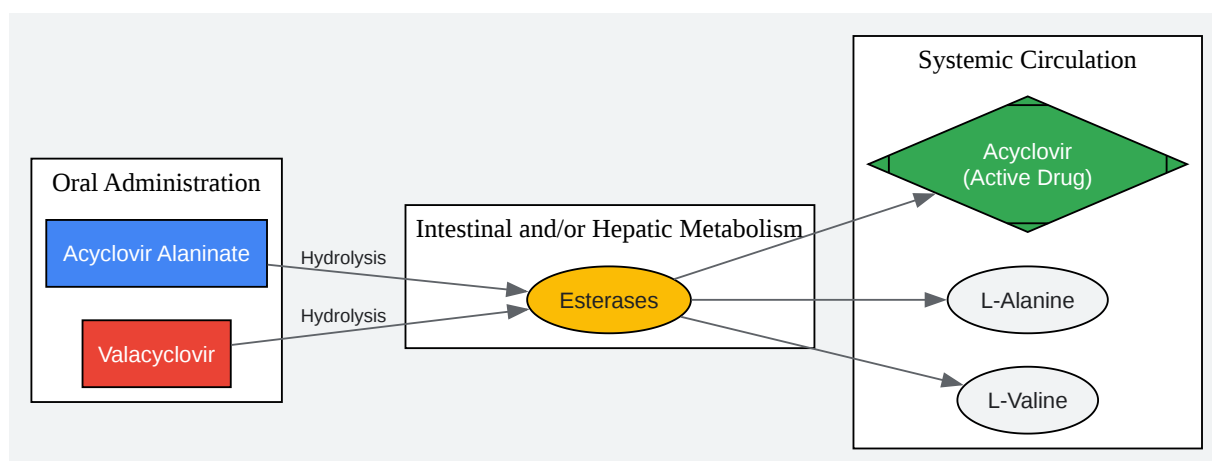 Oral Administration
Acyclovir Alaninate
Valacyclovir
Hydrolysis
Hydrolysis
Intestinal and/or Hepatic Metabolism
Esterases
Systemic Circulation
Acyclovir
(Active Drug)
L-Alanine
L-Valine